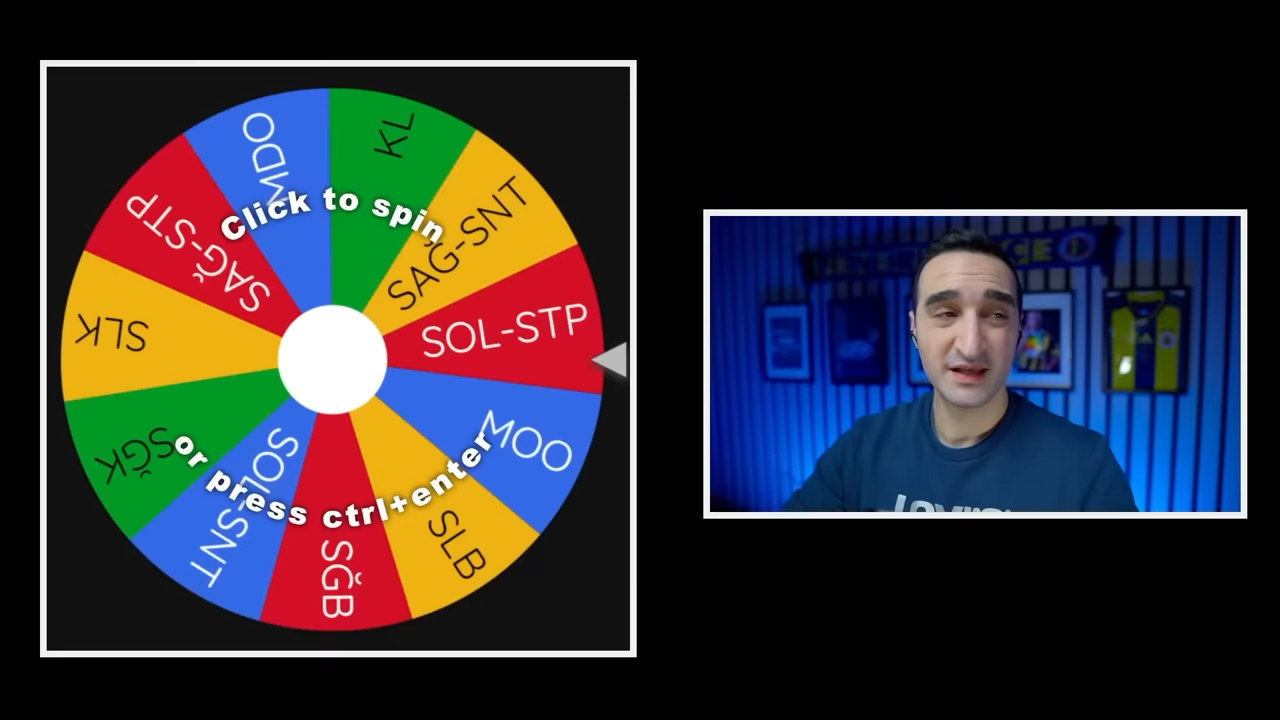 Click to spin
or press ctrl+enter
KL
SAĞ-SNT
SOL-STP
MOO
SLB
SĞB
SOL-SNT
SĞK
SLK
SAĞ-STP
MDO